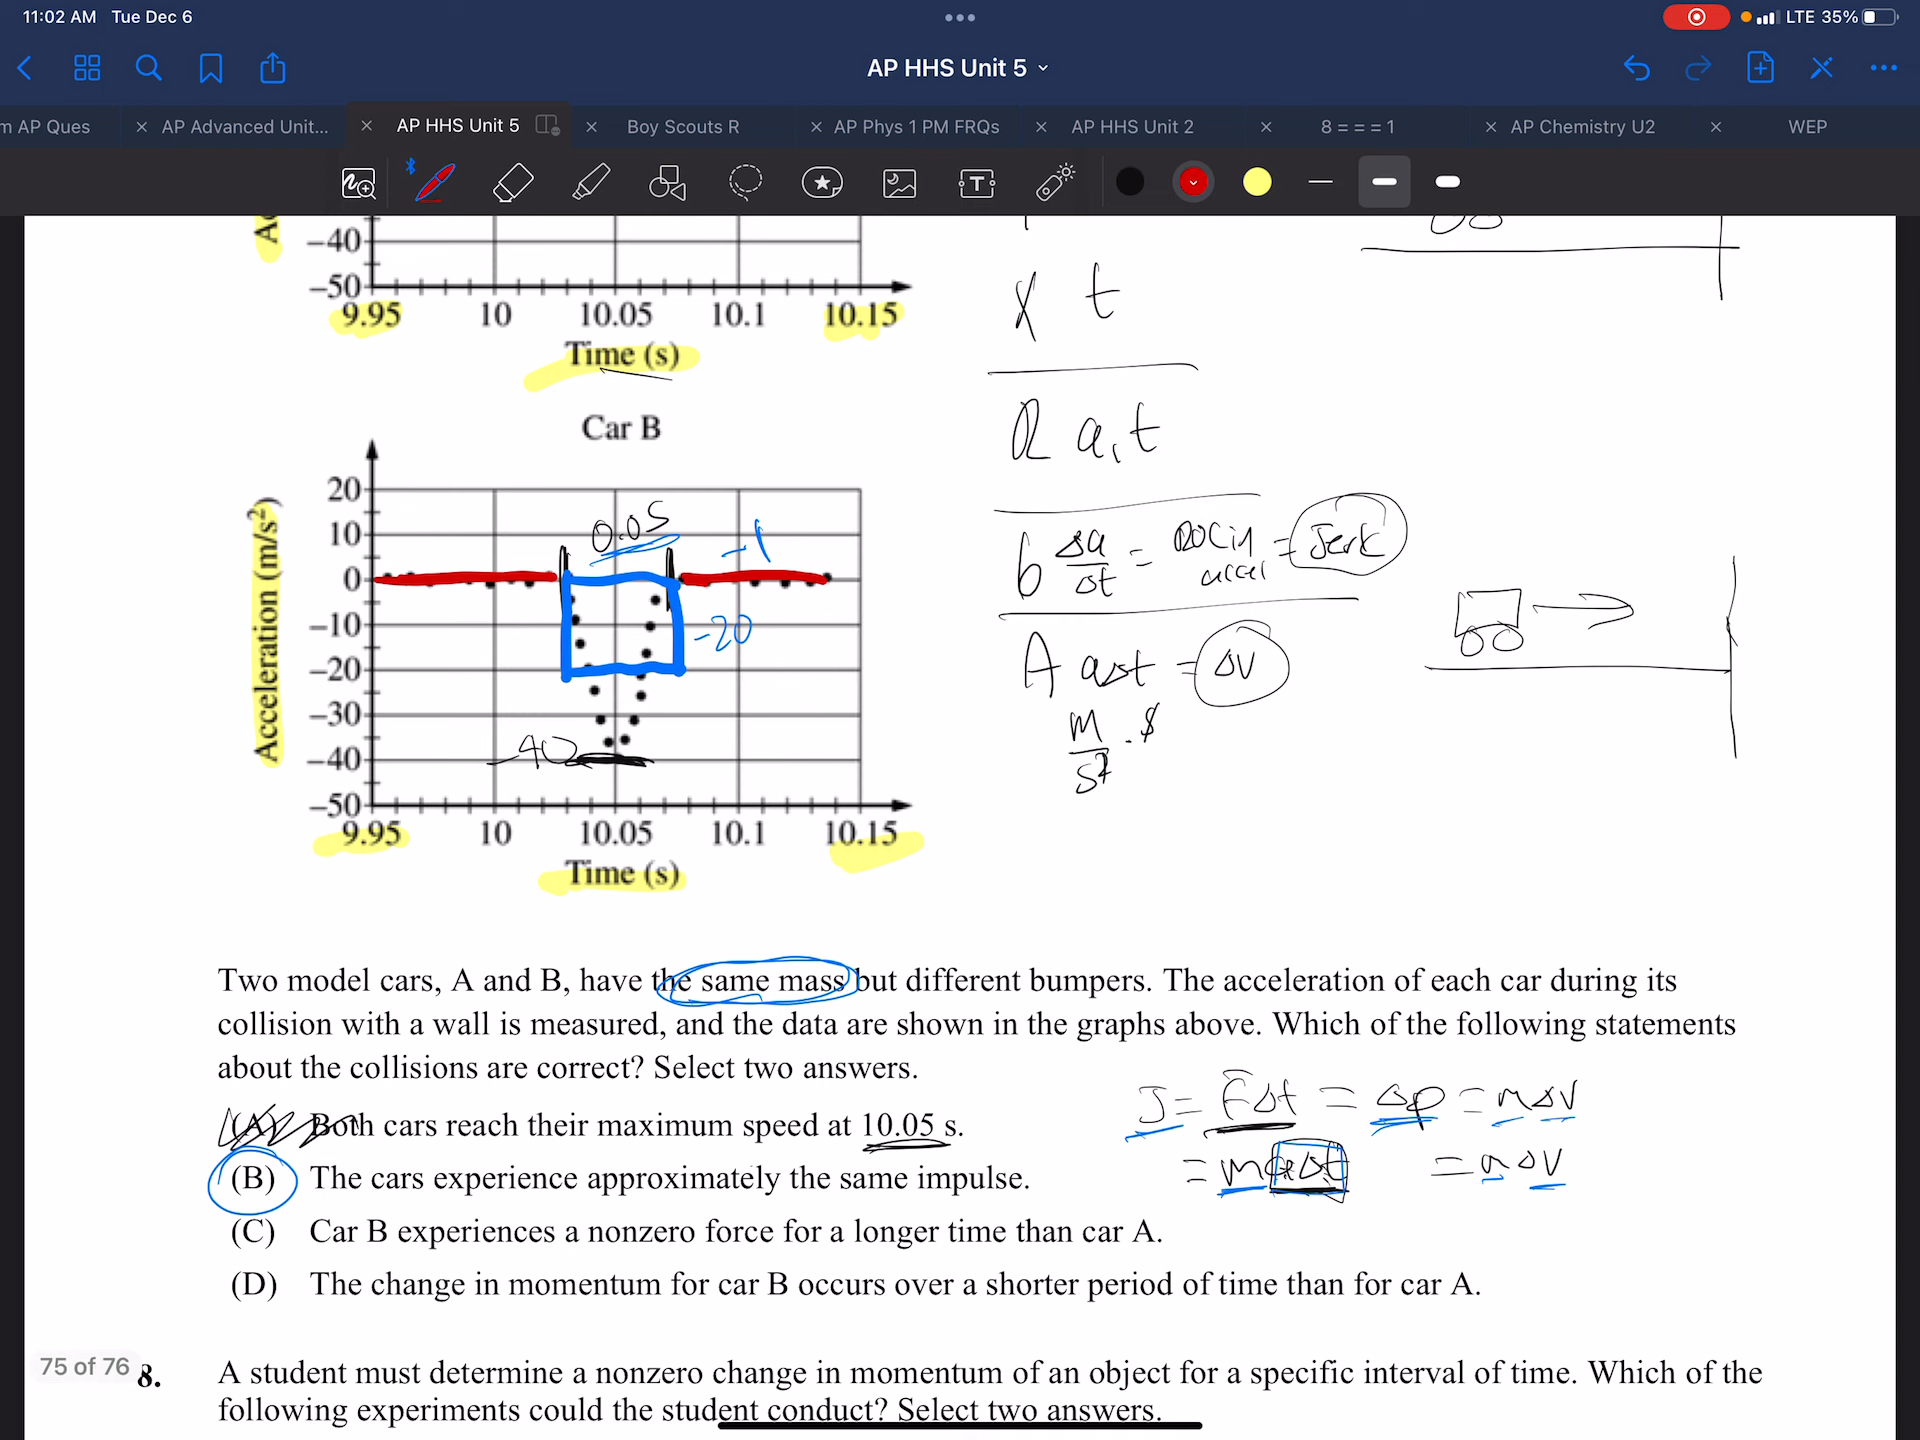 11:02 AM Tue Dec 6
LTE 35%
AP HHS Unit 5
m AP Ques
AP Advanced Unit...
AP HHS Unit 5
Boy Scouts R
AP Phys 1 PM FRQs
AP HHS Unit 2
8 = = = 1
AP Chemistry U2
WEP
A
-40
-50
9.95 10 10.05 10.1 10.15
Time (s)
X t
R a,t
6 Δa/Δt = ROC in accel = Jerk
A aΔt = ΔV
m/s² · s
Car B
Acceleration (m/s²)
20
10
0
-10
-20
-30
-40
-50
0.05
-1
-20
-40
9.95 10 10.05 10.1 10.15
Time (s)
Two model cars, A and B, have the same mass but different bumpers. The acceleration of each car during its
collision with a wall is measured, and the data are shown in the graphs above. Which of the following statements
about the collisions are correct? Select two answers.
(A) Both cars reach their maximum speed at 10.05 s.
(B) The cars experience approximately the same impulse.
(C) Car B experiences a nonzero force for a longer time than car A.
(D) The change in momentum for car B occurs over a shorter period of time than for car A.
J = FΔt = Δp = mΔV
= maΔt = mΔV
75 of 76
8. A student must determine a nonzero change in momentum of an object for a specific interval of time. Which of the
following experiments could the student conduct? Select two answers.